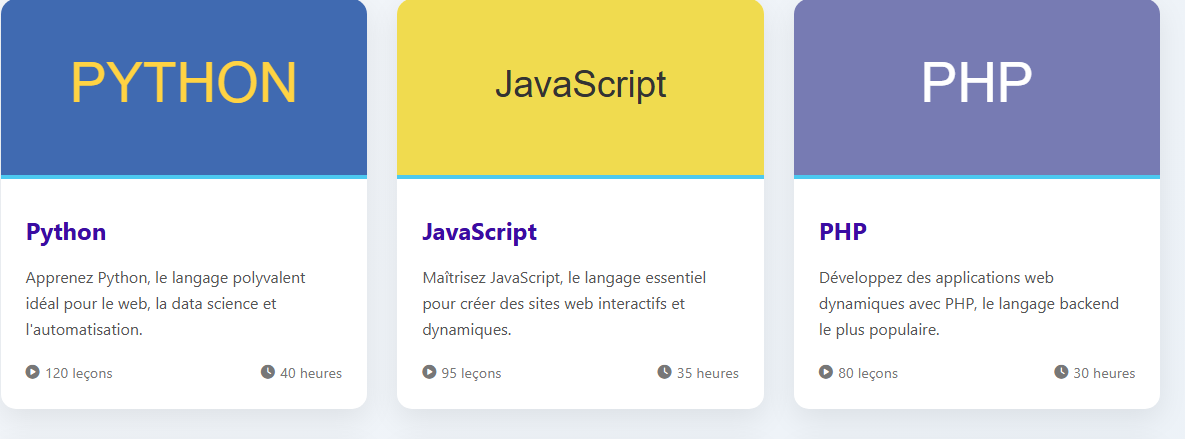 PYTHON
Python
Apprenez Python, le langage polyvalent
idéal pour le web, la data science et
l'automatisation.
120 leçons
40 heures
JavaScript
JavaScript
Maîtrisez JavaScript, le langage essentiel
pour créer des sites web interactifs et
dynamiques.
95 leçons
35 heures
PHP
PHP
Développez des applications web
dynamiques avec PHP, le langage backend
le plus populaire.
80 leçons
30 heures